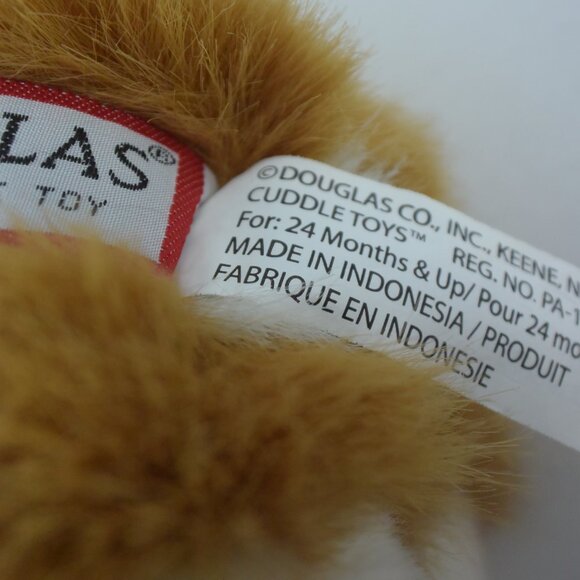 LAS®
TOY
©DOUGLAS CO., INC., KEENE, N
CUDDLE TOYS™ REG. NO. PA-1
For: 24 Months & Up/ Pour 24 mo
MADE IN INDONESIA / PRODUIT
FABRIQUE EN INDONESIE